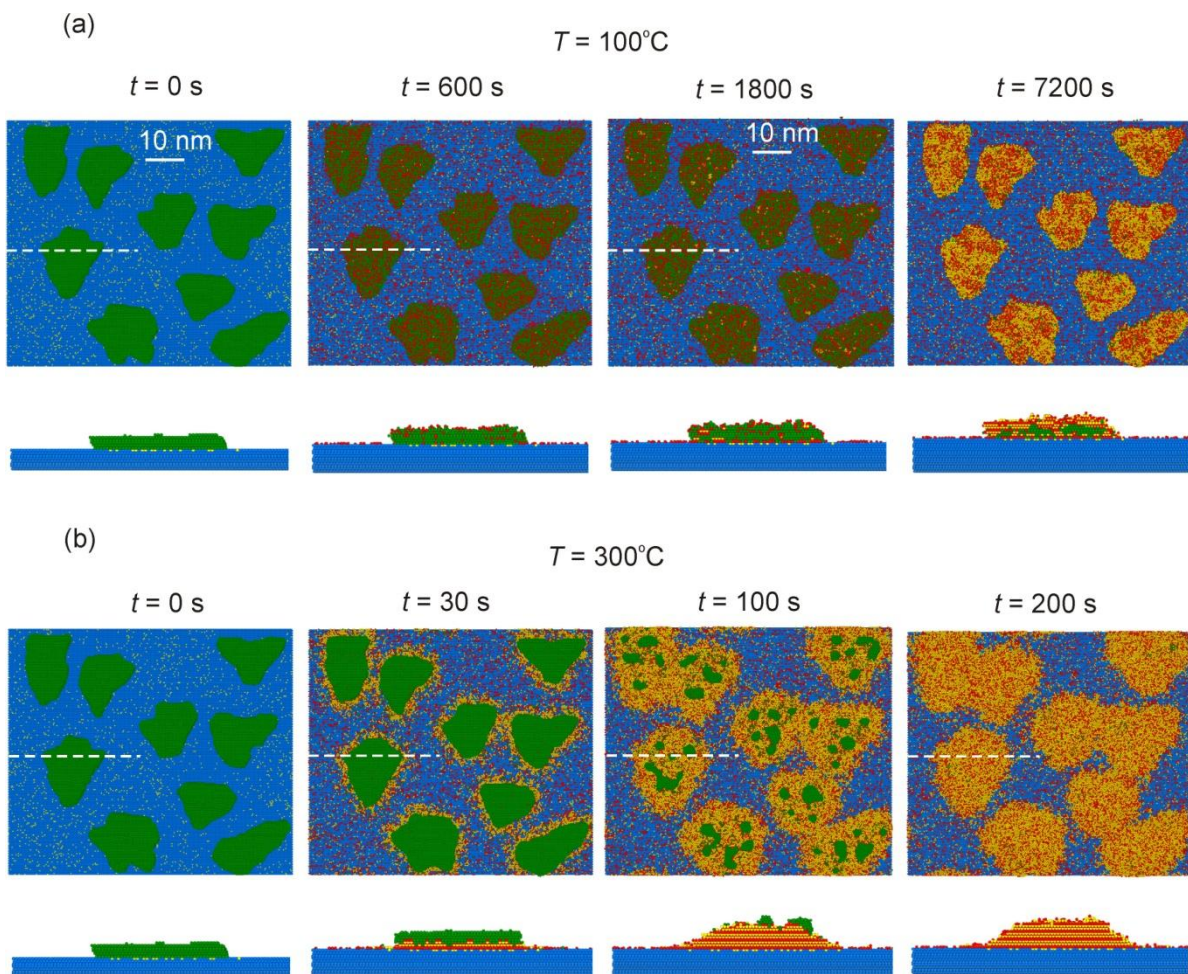 (a)
T = 100°C
t = 0 s t = 600 s t = 1800 s t = 7200 s
10 nm 10 nm
(b)
T = 300°C
t = 0 s t = 30 s t = 100 s t = 200 s